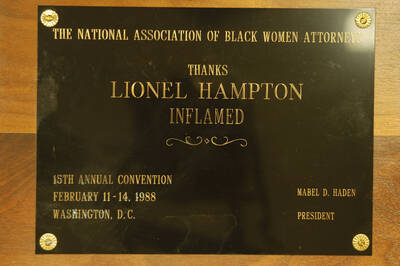 THE NATIONAL ASSOCIATION OF BLACK WOMEN ATTORNEYS
THANKS
LIONEL HAMPTON
INFLAMED
15TH ANNUAL CONVENTION
FEBRUARY 11-14, 1988
WASHINGTON, D.C.
MABEL D. HADEN
PRESIDENT